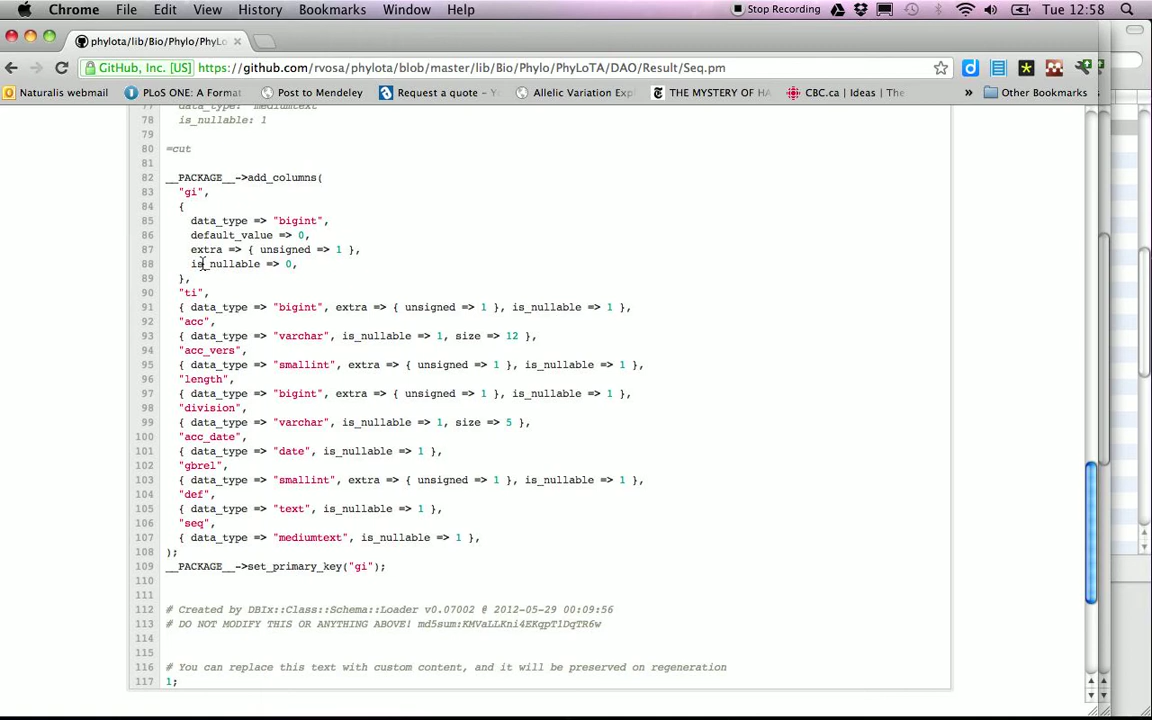 Chrome File Edit View History Bookmarks Window Help Stop Recording Tue 12:58
phylota/lib/Bio/Phylo/PhyLo
GitHub, Inc. [US] https://github.com/rvosa/phylota/blob/master/lib/Bio/Phylo/PhyLoTA/DAO/Result/Seq.pm
Naturalis webmail PLoS ONE: A Format Post to Mendeley Request a quote – Yo Allelic Variation Exp THE MYSTERY OF HA CBC.ca | Ideas | The » Other Bookmarks
77 data_type: 'mediumtext'
78 is_nullable: 1
79
80 =cut
81
82 __PACKAGE__->add_columns(
83 "gi",
84 {
85 data_type => "bigint",
86 default_value => 0,
87 extra => { unsigned => 1 },
88 is_nullable => 0,
89 },
90 "ti",
91 { data_type => "bigint", extra => { unsigned => 1 }, is_nullable => 1 },
92 "acc",
93 { data_type => "varchar", is_nullable => 1, size => 12 },
94 "acc_vers",
95 { data_type => "smallint", extra => { unsigned => 1 }, is_nullable => 1 },
96 "length",
97 { data_type => "bigint", extra => { unsigned => 1 }, is_nullable => 1 },
98 "division",
99 { data_type => "varchar", is_nullable => 1, size => 5 },
100 "acc_date",
101 { data_type => "date", is_nullable => 1 },
102 "gbrel",
103 { data_type => "smallint", extra => { unsigned => 1 }, is_nullable => 1 },
104 "def",
105 { data_type => "text", is_nullable => 1 },
106 "seq",
107 { data_type => "mediumtext", is_nullable => 1 },
108 );
109 __PACKAGE__->set_primary_key("gi");
110
111
112 # Created by DBIx::Class::Schema::Loader v0.07002 @ 2012-05-29 00:09:56
113 # DO NOT MODIFY THIS OR ANYTHING ABOVE! md5sum:KMVaLLKni4EKqpT1DqTR6w
114
115
116 # You can replace this text with custom content, and it will be preserved on regeneration
117 1;